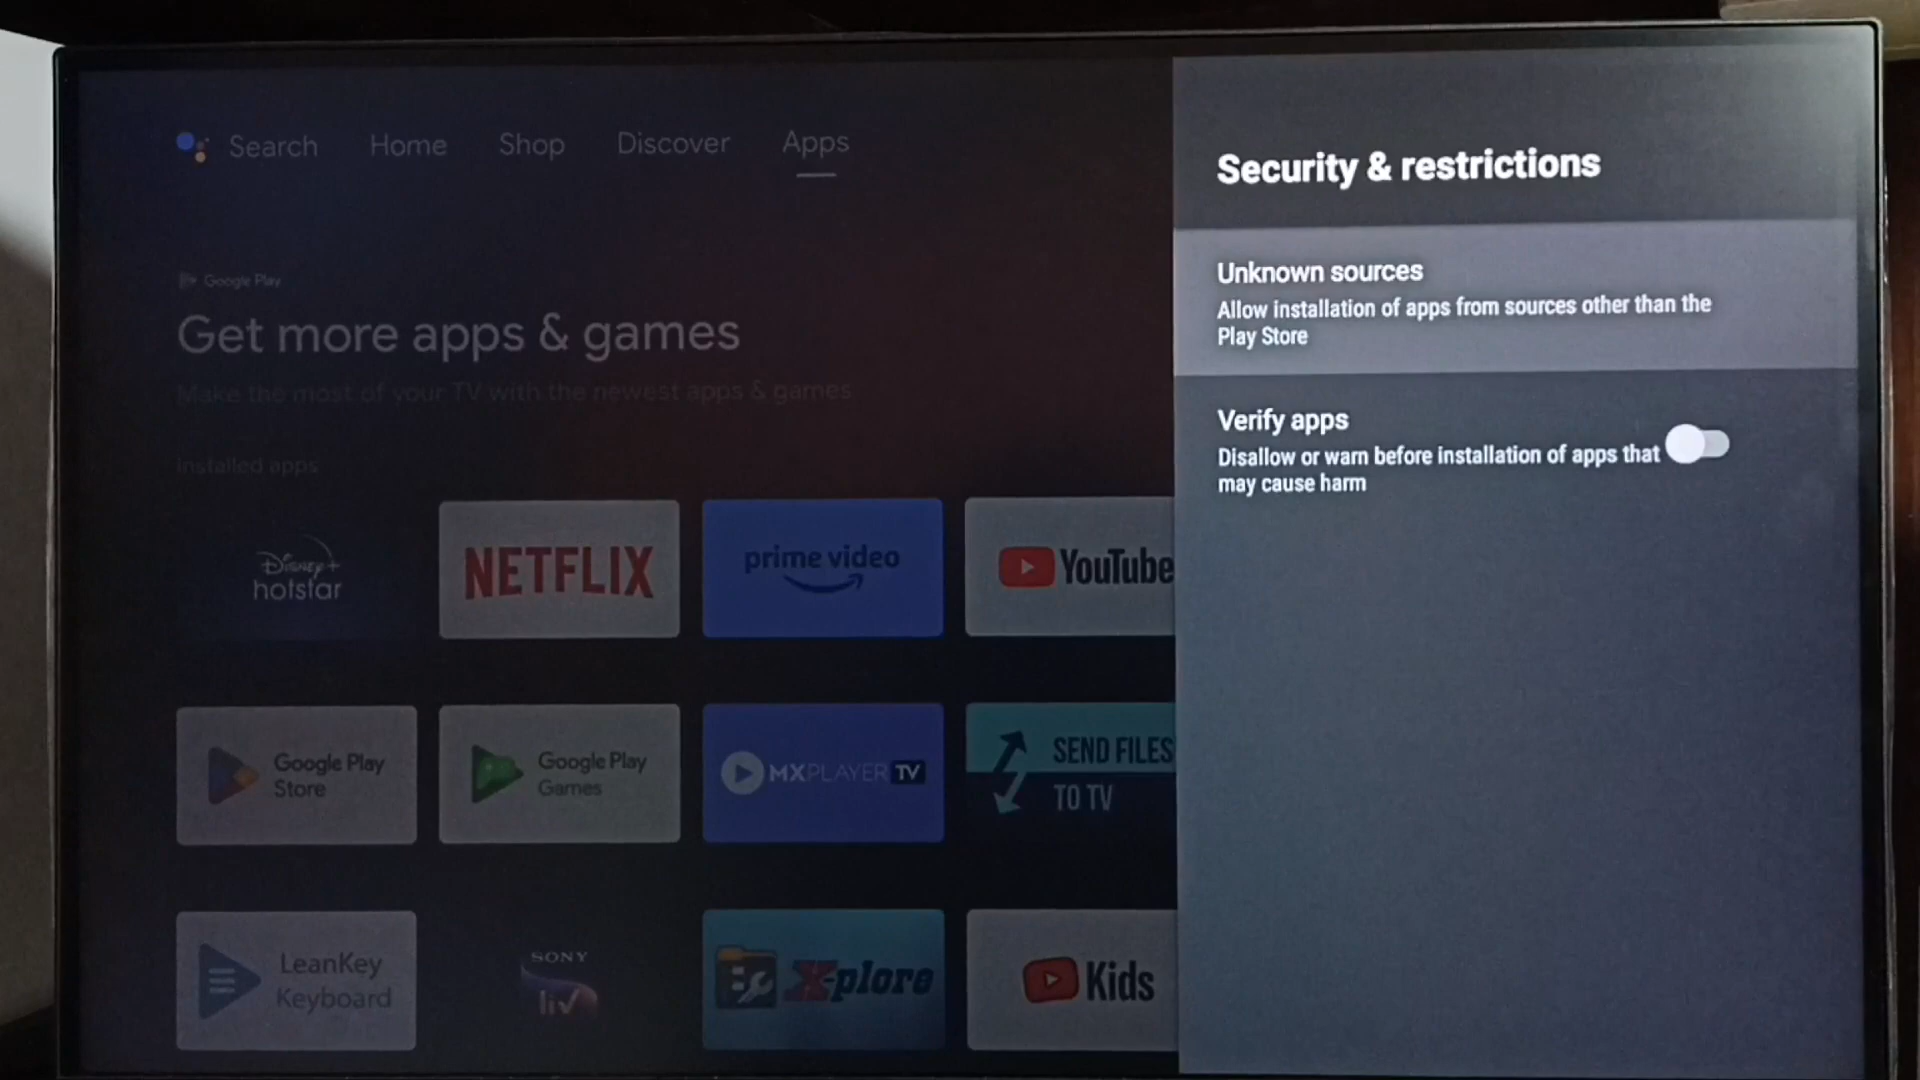 Search Home Shop Discover Apps
Google Play
Get more apps & games
Make the most of your TV with the newest apps & games
Installed apps
Disney+
hotstar
NETFLIX
prime video
YouTube
Google Play
Store
Google Play
Games
MXPLAYER TV
SEND FILES
TO TV
LeanKey
Keyboard
SONY
liv
X-plore
Kids
Security & restrictions
Unknown sources
Allow installation of apps from sources other than the
Play Store
Verify apps
Disallow or warn before installation of apps that
may cause harm